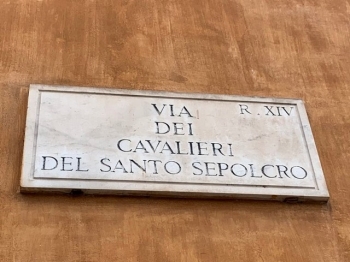 VIA R. XIV
DEI
CAVALIERI
DEL SANTO SEPOLCRO